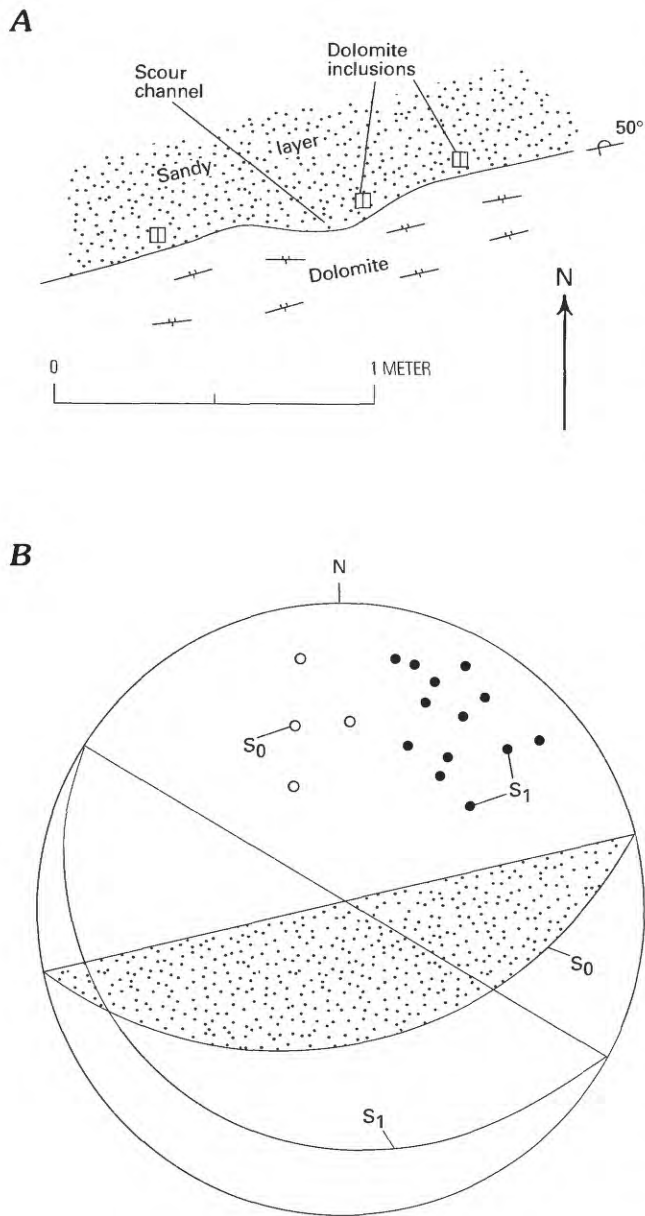 A
Scour
channel
Dolomite
inclusions
50°
Sandy
layer
Dolomite
N
0
1 METER
B
N
S0
S1
S0
S1